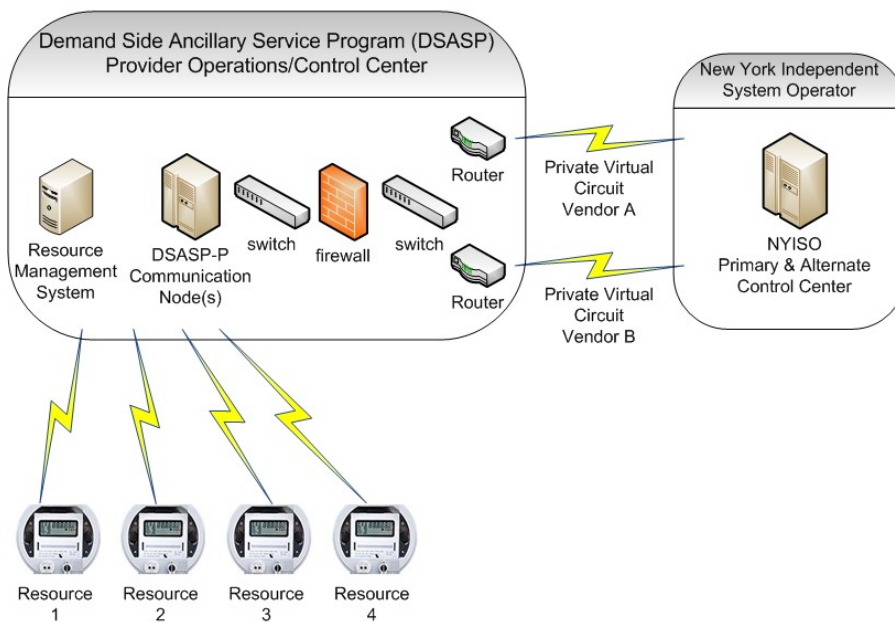 Demand Side Ancillary Service Program (DSASP)
Provider Operations/Control Center
New York Independent
System Operator
Router
Private Virtual
Circuit
Vendor A
switch
firewall
switch
Resource
Management
System
DSASP-P
Communication
Node(s)
Router
Private Virtual
Circuit
Vendor B
NYISO
Primary & Alternate
Control Center
Resource
1
Resource
2
Resource
3
Resource
4